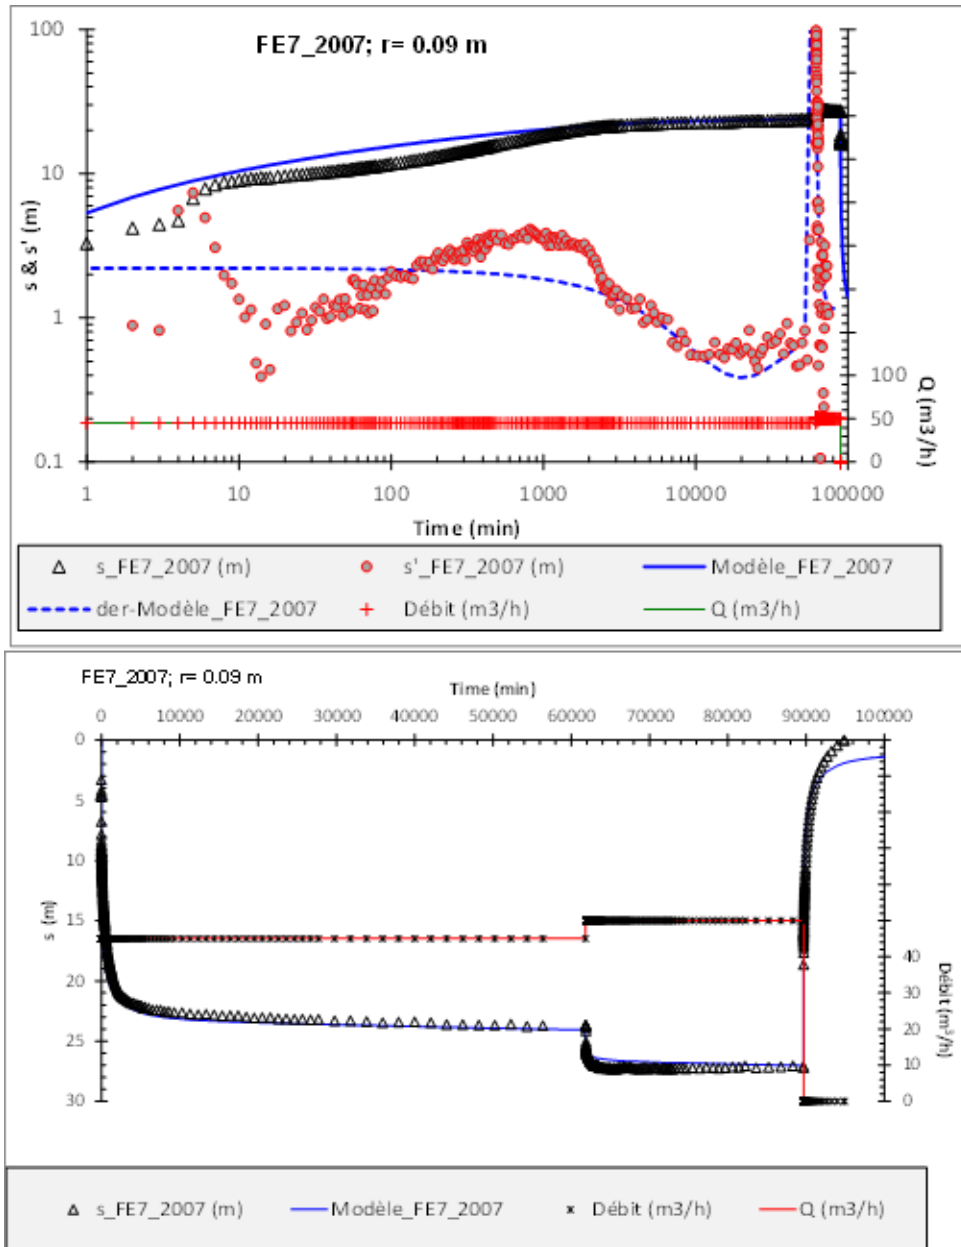 FE7_2007; r= 0.09 m
100
10
1
0.1
s & s' (m)
100
50
0
Q (m3/h)
1 10 100 1000 10000 100000
Time (min)
s_FE7_2007 (m) s'_FE7_2007 (m) Modèle_FE7_2007
der-Modèle_FE7_2007 Débit (m3/h) Q (m3/h)
FE7_2007; r= 0.09 m
Time (min)
0 10000 20000 30000 40000 50000 60000 70000 80000 90000 100000
0
5
10
15
20
25
30
s (m)
40
30
20
10
0
Débit (m³/h)
s_FE7_2007 (m) Modèle_FE7_2007 Débit (m3/h) Q (m3/h)